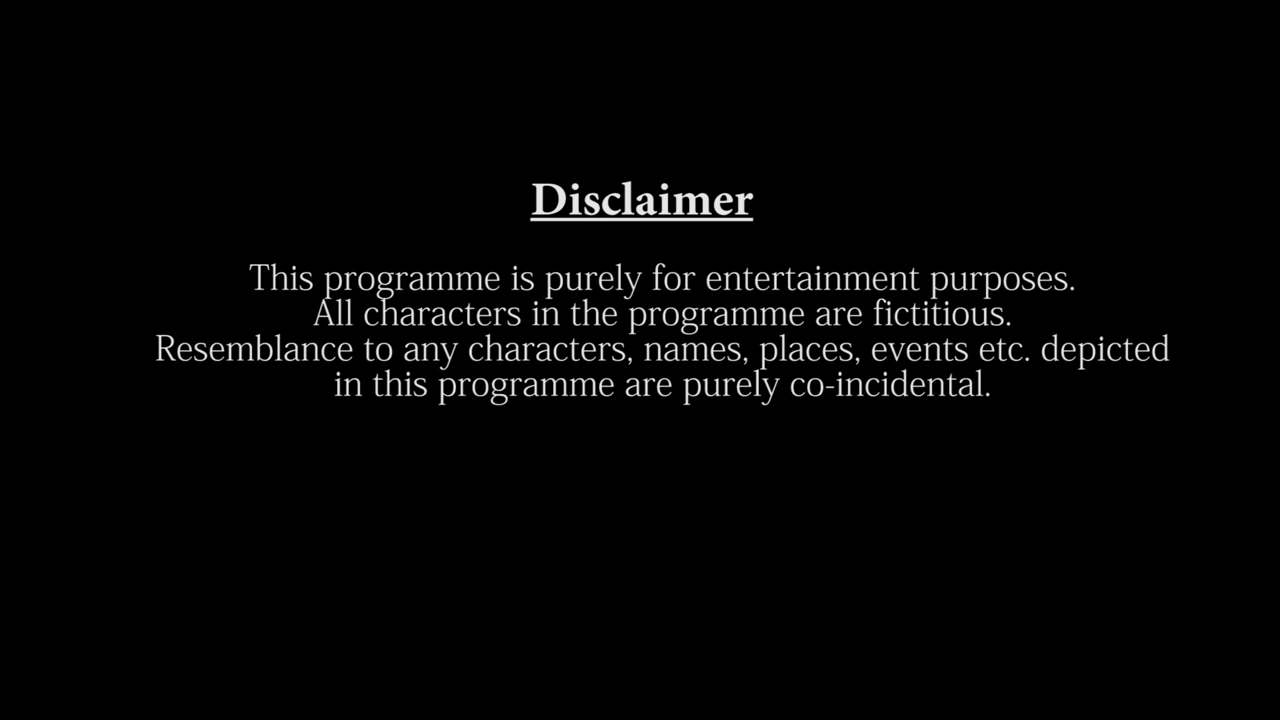 Disclaimer
This programme is purely for entertainment purposes.
All characters in the programme are fictitious.
Resemblance to any characters, names, places, events etc. depicted
in this programme are purely co-incidental.